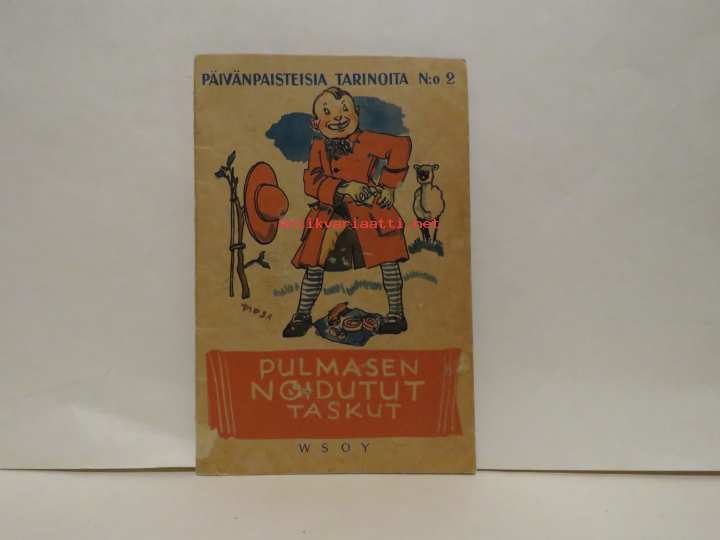 PÄIVÄNPAISTEISIA TARINOITA N:o 2
antikvariaatti.net
PULMASEN
NOIDUTUT
TASKUT
WSOY